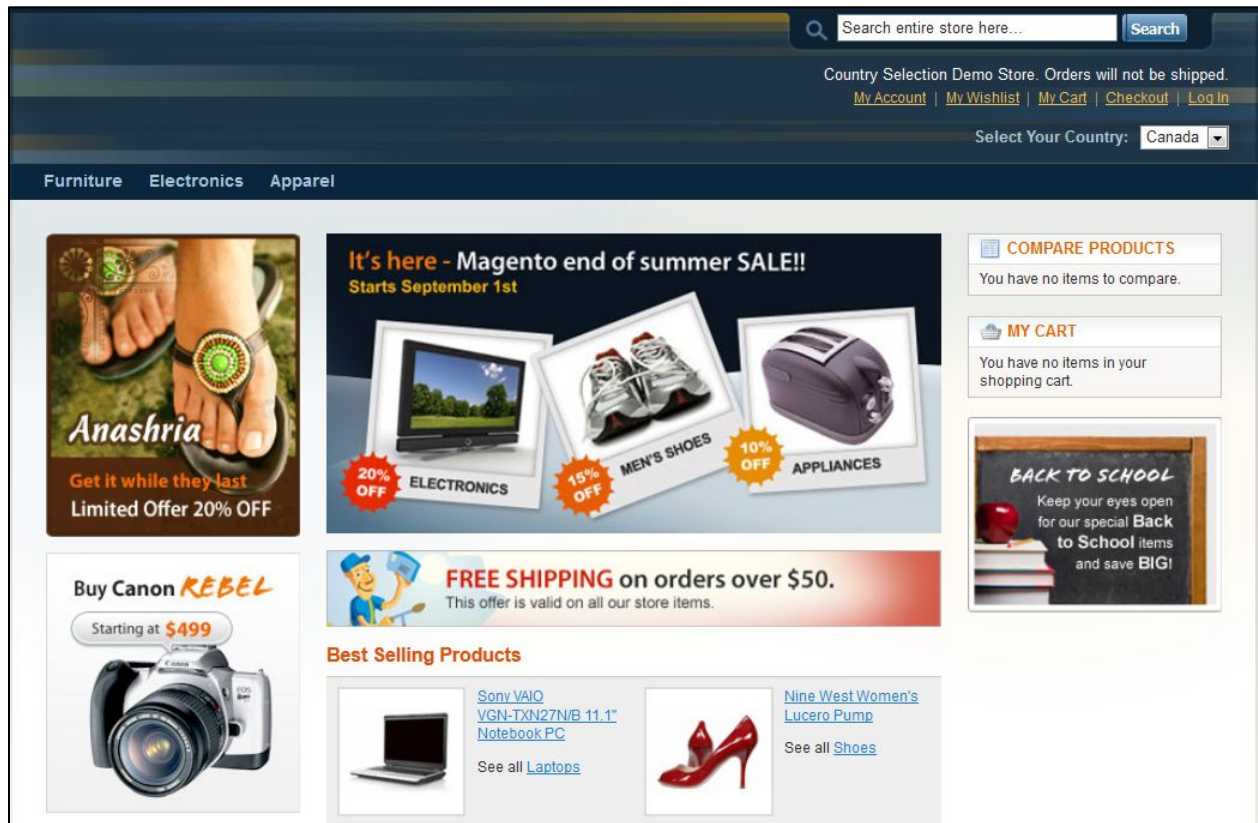 Search entire store here...
Search
Country Selection Demo Store. Orders will not be shipped.
My Account | My Wishlist | My Cart | Checkout | Log In
Select Your Country: Canada
Furniture Electronics Apparel
Anashria
Get it while they last
Limited Offer 20% OFF
Buy Canon REBEL
Starting at $499
Canon
EOS
It's here - Magento end of summer SALE!!
Starts September 1st
20%
OFF
ELECTRONICS
15%
OFF
MEN'S SHOES
10%
OFF
APPLIANCES
FREE SHIPPING on orders over $50.
This offer is valid on all our store items.
Best Selling Products
Sony VAIO
VGN-TXN27N/B 11.1"
Notebook PC
See all Laptops
Nine West Women's
Lucero Pump
See all Shoes
COMPARE PRODUCTS
You have no items to compare.
MY CART
You have no items in your
shopping cart.
BACK TO SCHOOL
Keep your eyes open
for our special Back
to School items
and save BIG!